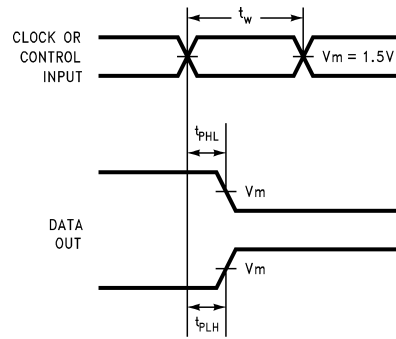 t_w
CLOCK OR
CONTROL
INPUT
Vm = 1.5V
t_PHL
Vm
DATA
OUT
Vm
t_PLH